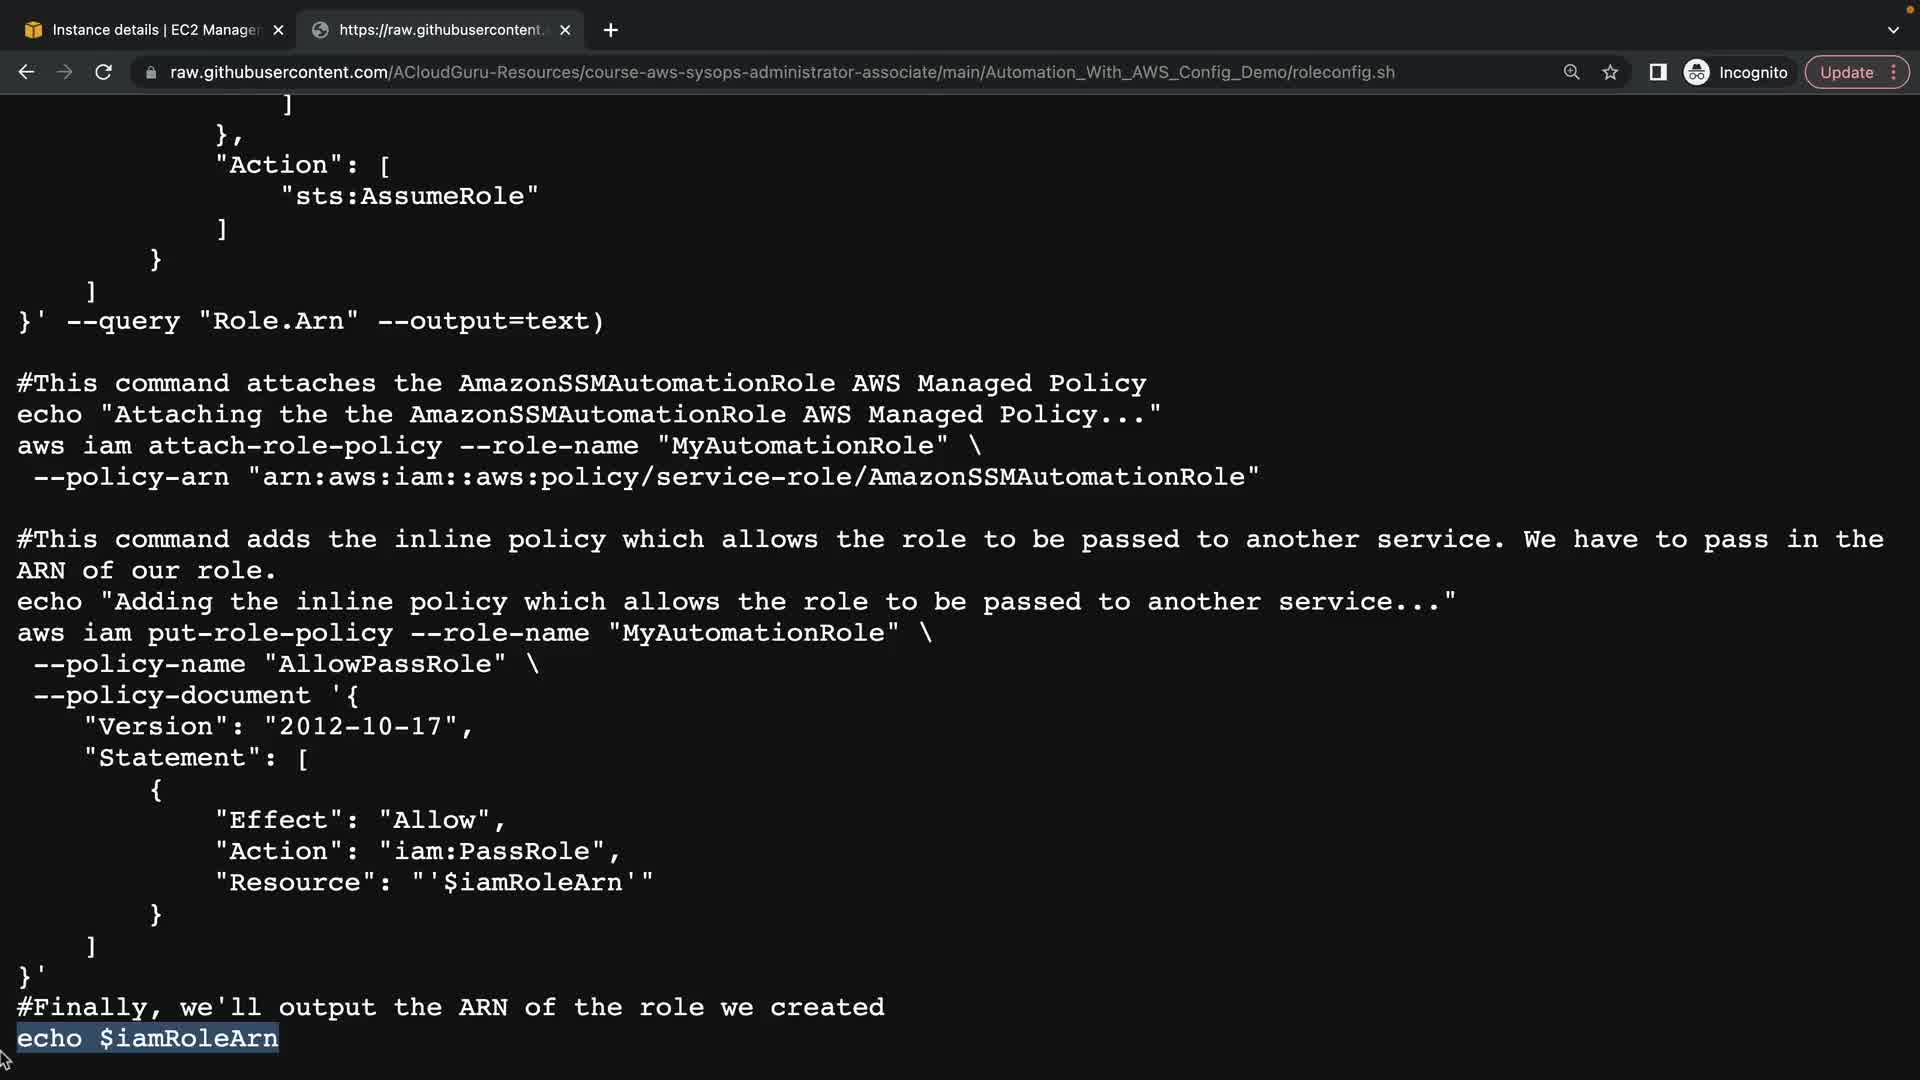 Instance details | EC2 Manager
https://raw.githubusercontent.
raw.githubusercontent.com/ACloudGuru-Resources/course-aws-sysops-administrator-associate/main/Automation_With_AWS_Config_Demo/roleconfig.sh
Incognito
Update
                ]
            },
            "Action": [
                "sts:AssumeRole"
            ]
        }
    ]
}' --query "Role.Arn" --output=text)
#This command attaches the AmazonSSMAutomationRole AWS Managed Policy
echo "Attaching the the AmazonSSMAutomationRole AWS Managed Policy..."
aws iam attach-role-policy --role-name "MyAutomationRole" \
 --policy-arn "arn:aws:iam::aws:policy/service-role/AmazonSSMAutomationRole"
#This command adds the inline policy which allows the role to be passed to another service. We have to pass in the
ARN of our role.
echo "Adding the inline policy which allows the role to be passed to another service..."
aws iam put-role-policy --role-name "MyAutomationRole" \
 --policy-name "AllowPassRole" \
 --policy-document '{
    "Version": "2012-10-17",
    "Statement": [
        {
            "Effect": "Allow",
            "Action": "iam:PassRole",
            "Resource": "'$iamRoleArn'"
        }
    ]
}'
#Finally, we'll output the ARN of the role we created
echo $iamRoleArn